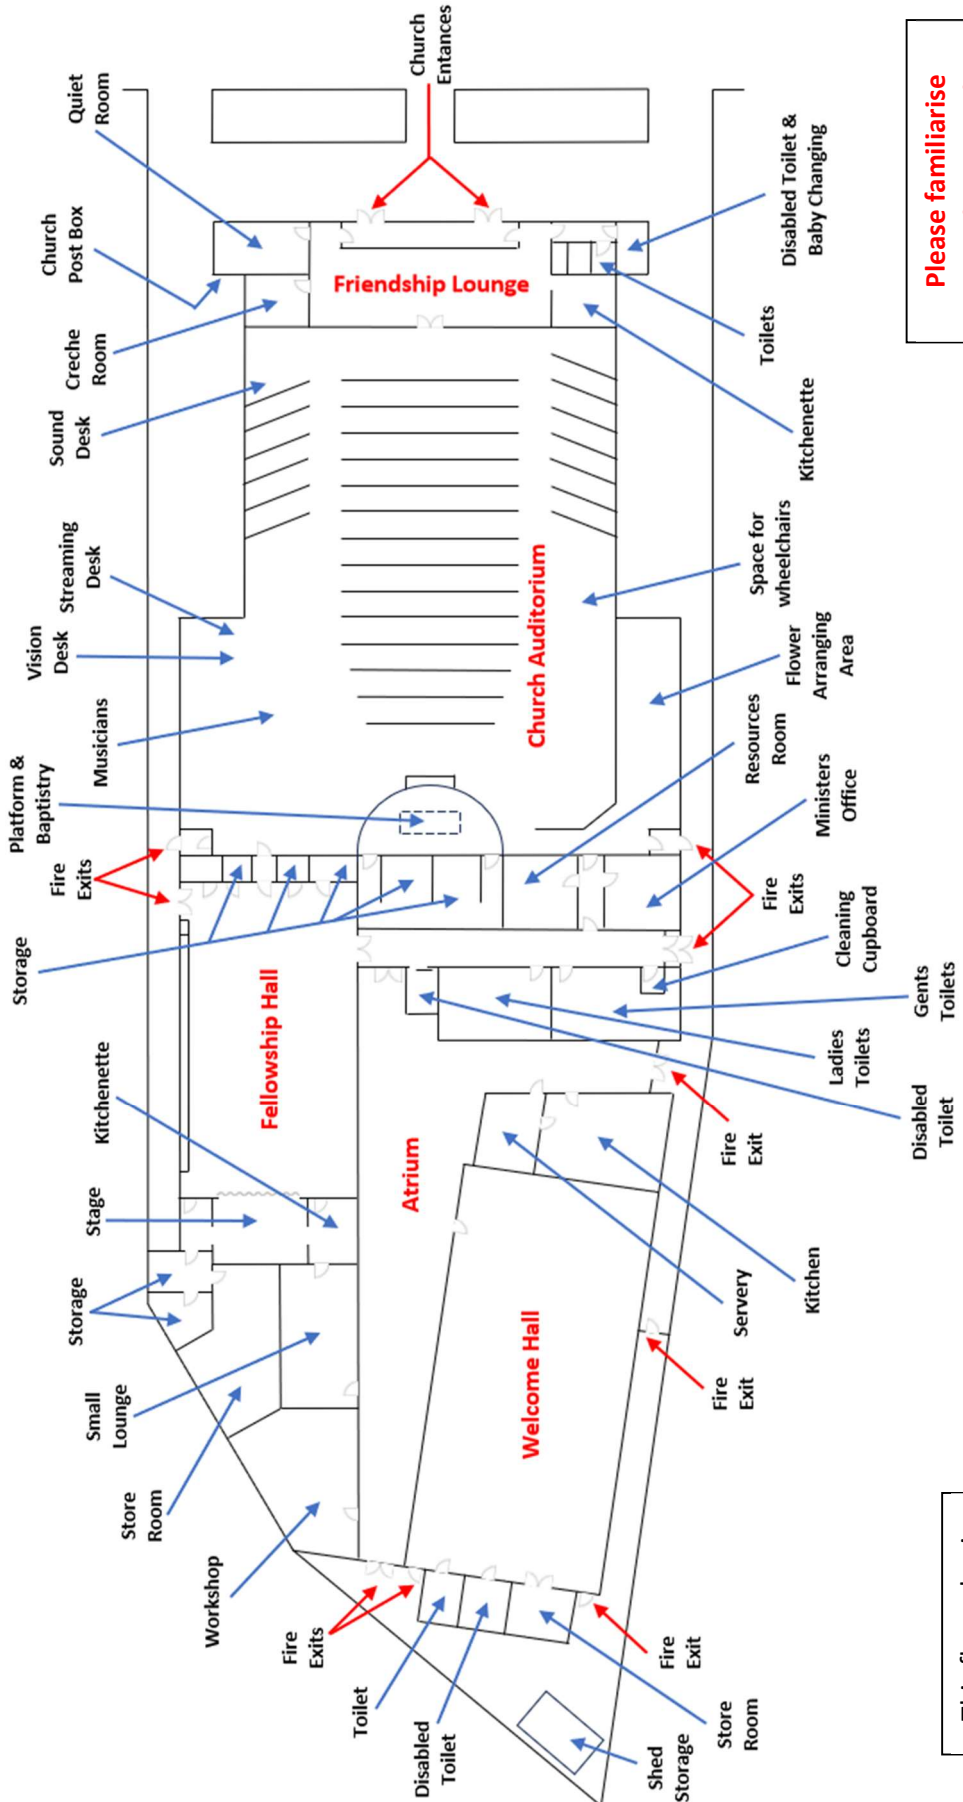 Workshop
Store
Room
Small
Lounge
Storage
Stage
Kitchenette
Storage
Fire
Exits
Platform &
Baptistry
Musicians
Vision
Desk
Streaming
Desk
Sound
Desk
Creche
Room
Church
Post Box
Quiet
Room
Church
Entances
Fellowship Hall
Friendship Lounge
Fire
Exits
Toilet
Disabled
Toilet
Atrium
Welcome Hall
Church Auditorium
Shed
Storage
Store
Room
Fire
Exit
Fire
Exit
Servery
Kitchen
Fire
Exit
Disabled
Toilet
Ladies
Toilets
Gents
Toilets
Cleaning
Cupboard
Fire
Exits
Ministers
Office
Resources
Room
Flower
Arranging
Area
Space for
wheelchairs
Kitchenette
Toilets
Disabled Toilet &
Baby Changing
Please familiarise